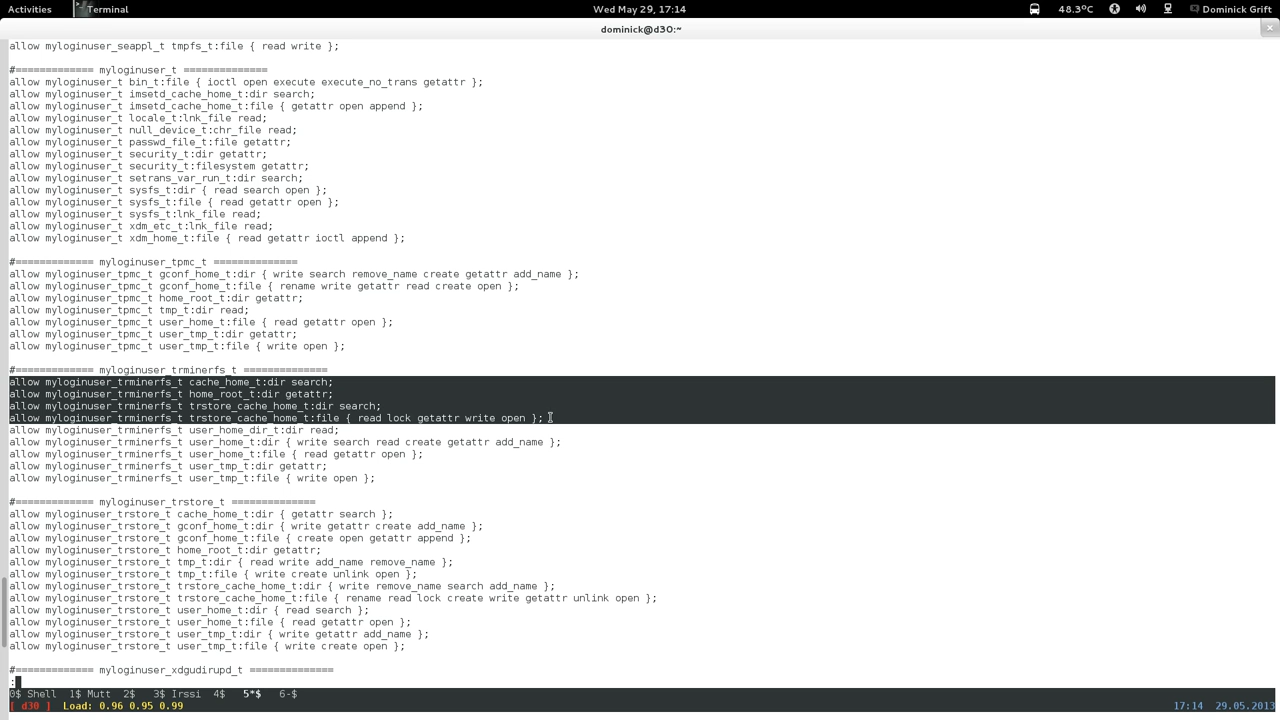 Activities Terminal Wed May 29, 17:14 48.3°C Dominick Grift
dominick@d30:~
allow myloginuser_seappl_t tmpfs_t:file { read write };
#============= myloginuser_t ==============
allow myloginuser_t bin_t:file { ioctl open execute execute_no_trans getattr };
allow myloginuser_t imsetd_cache_home_t:dir search;
allow myloginuser_t imsetd_cache_home_t:file { getattr open append };
allow myloginuser_t locale_t:lnk_file read;
allow myloginuser_t null_device_t:chr_file read;
allow myloginuser_t passwd_file_t:file getattr;
allow myloginuser_t security_t:dir getattr;
allow myloginuser_t security_t:filesystem getattr;
allow myloginuser_t setrans_var_run_t:dir search;
allow myloginuser_t sysfs_t:dir { read search open };
allow myloginuser_t sysfs_t:file { read getattr open };
allow myloginuser_t sysfs_t:lnk_file read;
allow myloginuser_t xdm_etc_t:lnk_file read;
allow myloginuser_t xdm_home_t:file { read getattr ioctl append };
#============= myloginuser_tpmc_t ==============
allow myloginuser_tpmc_t gconf_home_t:dir { write search remove_name create getattr add_name };
allow myloginuser_tpmc_t gconf_home_t:file { rename write getattr read create open };
allow myloginuser_tpmc_t home_root_t:dir getattr;
allow myloginuser_tpmc_t tmp_t:dir read;
allow myloginuser_tpmc_t user_home_t:file { read getattr open };
allow myloginuser_tpmc_t user_tmp_t:dir getattr;
allow myloginuser_tpmc_t user_tmp_t:file { write open };
#============= myloginuser_trminerfs_t ==============
allow myloginuser_trminerfs_t cache_home_t:dir search;
allow myloginuser_trminerfs_t home_root_t:dir getattr;
allow myloginuser_trminerfs_t trstore_cache_home_t:dir search;
allow myloginuser_trminerfs_t trstore_cache_home_t:file { read lock getattr write open };
allow myloginuser_trminerfs_t user_home_dir_t:dir read;
allow myloginuser_trminerfs_t user_home_t:dir { write search read create getattr add_name };
allow myloginuser_trminerfs_t user_home_t:file { read getattr open };
allow myloginuser_trminerfs_t user_tmp_t:dir getattr;
allow myloginuser_trminerfs_t user_tmp_t:file { write open };
#============= myloginuser_trstore_t ==============
allow myloginuser_trstore_t cache_home_t:dir { getattr search };
allow myloginuser_trstore_t gconf_home_t:dir { write getattr create add_name };
allow myloginuser_trstore_t gconf_home_t:file { create open getattr append };
allow myloginuser_trstore_t home_root_t:dir getattr;
allow myloginuser_trstore_t tmp_t:dir { read write add_name remove_name };
allow myloginuser_trstore_t tmp_t:file { write create unlink open };
allow myloginuser_trstore_t trstore_cache_home_t:dir { write remove_name search add_name };
allow myloginuser_trstore_t trstore_cache_home_t:file { rename read lock create write getattr unlink open };
allow myloginuser_trstore_t user_home_t:dir { read search };
allow myloginuser_trstore_t user_home_t:file { read getattr open };
allow myloginuser_trstore_t user_tmp_t:dir { write getattr add_name };
allow myloginuser_trstore_t user_tmp_t:file { write create open };
#============= myloginuser_xdgudirupd_t ==============
:
0$ Shell 1$ Mutt 2$ 3$ Irssi 4$ 5*$ 6-$
[ d30 ] Load: 0.96 0.95 0.99 17:14 29.05.2013